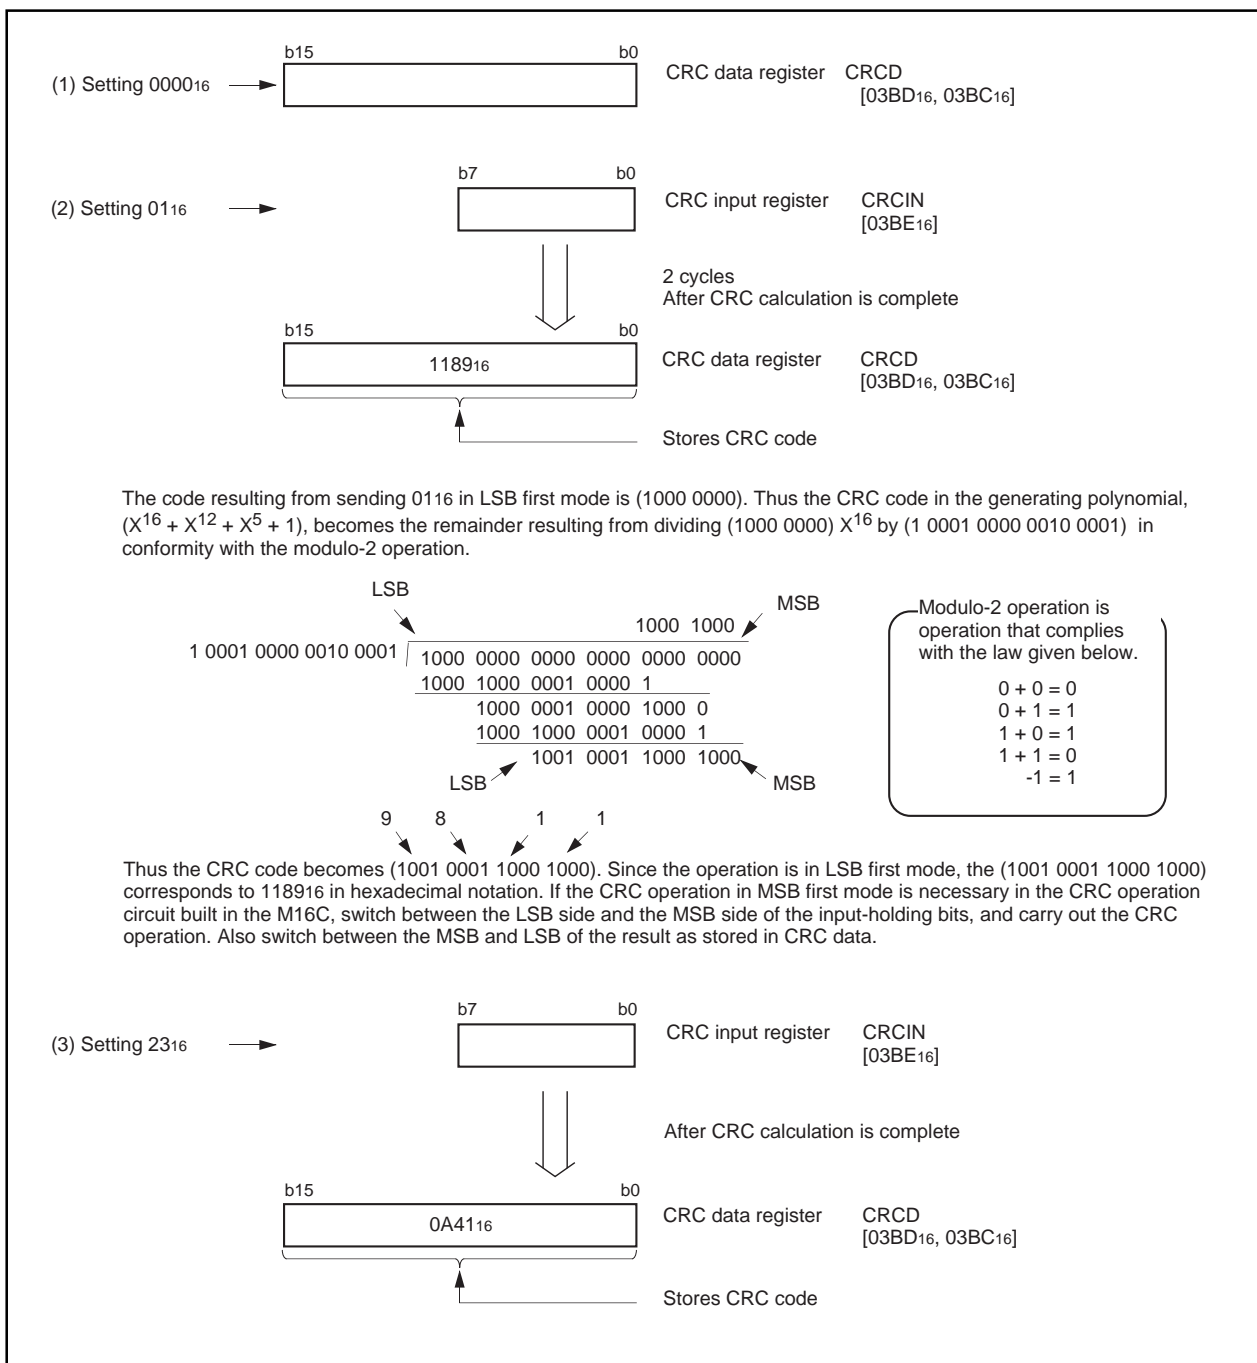 b15 b0
(1) Setting 0000₁₆ CRC data register CRCD
[03BD₁₆, 03BC₁₆]
b7 b0
(2) Setting 01₁₆ CRC input register CRCIN
[03BE₁₆]
2 cycles
After CRC calculation is complete
b15 b0
1189₁₆ CRC data register CRCD
[03BD₁₆, 03BC₁₆]
Stores CRC code
The code resulting from sending 01₁₆ in LSB first mode is (1000 0000). Thus the CRC code in the generating polynomial,
(X¹⁶ + X¹² + X⁵ + 1), becomes the remainder resulting from dividing (1000 0000) X¹⁶ by (1 0001 0000 0010 0001) in
conformity with the modulo-2 operation.
LSB MSB
1000 1000
1 0001 0000 0010 0001 1000 0000 0000 0000 0000 0000
1000 1000 0001 0000 1
1000 0001 0000 1000 0
1000 1000 0001 0000 1
1001 0001 1000 1000
LSB MSB
Modulo-2 operation is
operation that complies
with the law given below.
0 + 0 = 0
0 + 1 = 1
1 + 0 = 1
1 + 1 = 0
-1 = 1
9 8 1 1
Thus the CRC code becomes (1001 0001 1000 1000). Since the operation is in LSB first mode, the (1001 0001 1000 1000)
corresponds to 1189₁₆ in hexadecimal notation. If the CRC operation in MSB first mode is necessary in the CRC operation
circuit built in the M16C, switch between the LSB side and the MSB side of the input-holding bits, and carry out the CRC
operation. Also switch between the MSB and LSB of the result as stored in CRC data.
b7 b0
(3) Setting 23₁₆ CRC input register CRCIN
[03BE₁₆]
After CRC calculation is complete
b15 b0
0A41₁₆ CRC data register CRCD
[03BD₁₆, 03BC₁₆]
Stores CRC code